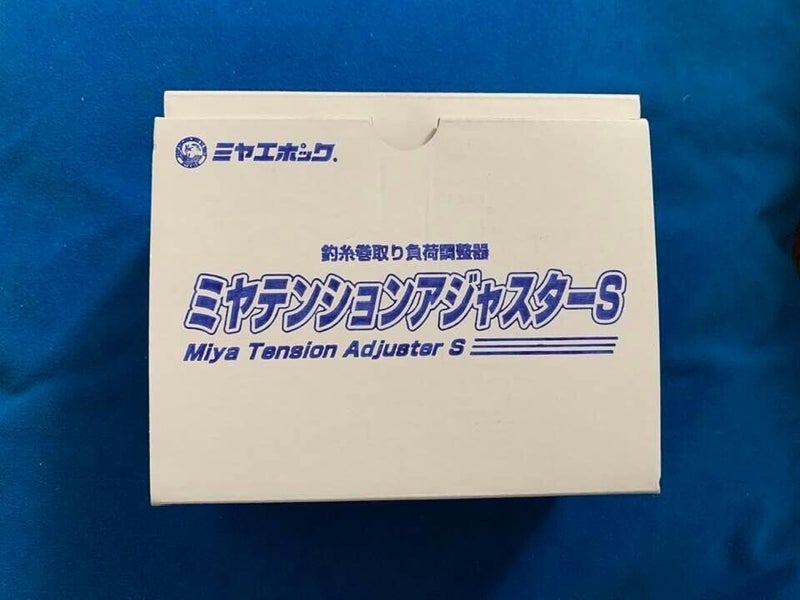 ミヤエポック.
釣糸巻取り負荷調整器
ミヤテンションアジャスターS
Miya Tension Adjuster S